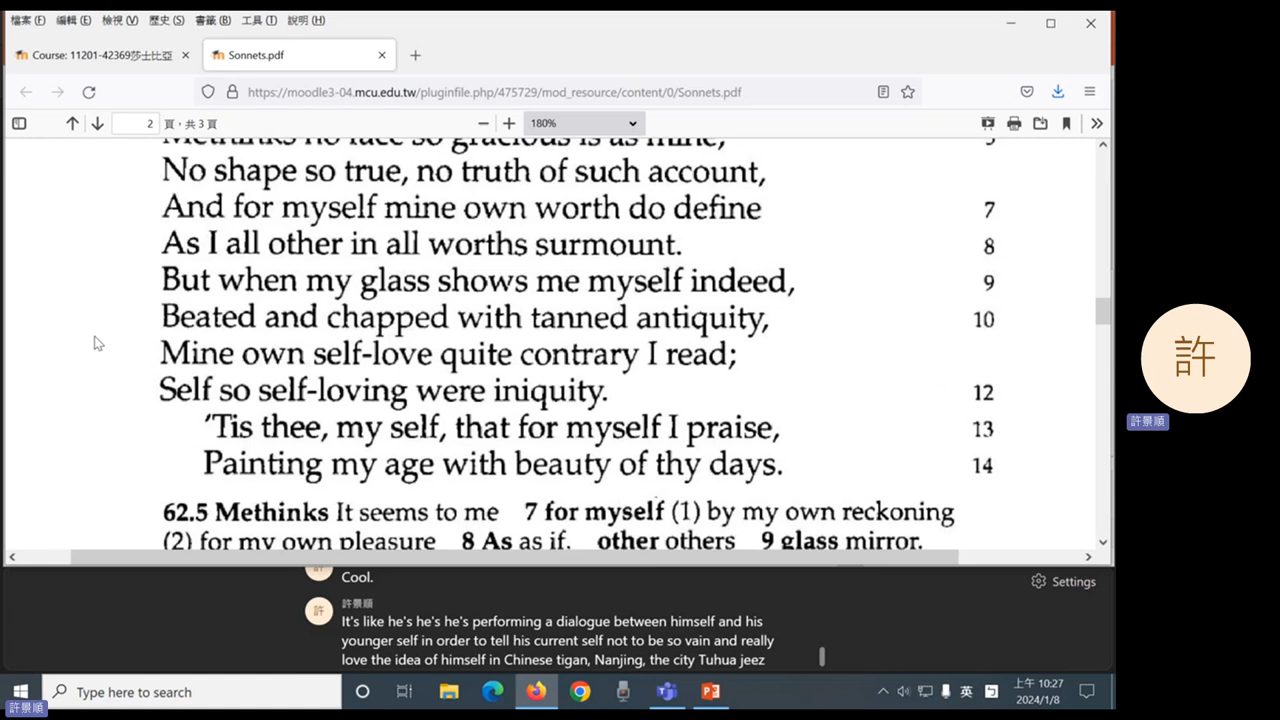 檔案(F) 編輯(E) 檢視(V) 歷史(S) 書籤(B) 工具(T) 說明(H)
Course: 11201-42369莎士比亞
Sonnets.pdf
https://moodle3-04.mcu.edu.tw/pluginfile.php/475729/mod_resource/content/0/Sonnets.pdf
2 頁，共 3 頁 180%
Methinks no face so gracious is as mine, 5
No shape so true, no truth of such account,
And for myself mine own worth do define 7
As I all other in all worths surmount. 8
But when my glass shows me myself indeed, 9
Beated and chapped with tanned antiquity, 10
Mine own self-love quite contrary I read;
Self so self-loving were iniquity. 12
'Tis thee, my self, that for myself I praise, 13
Painting my age with beauty of thy days. 14
62.5 Methinks It seems to me 7 for myself (1) by my own reckoning
(2) for my own pleasure 8 As as if. other others 9 glass mirror.
許
許景順
許
Cool.
Settings
許
許景順
It's like he's he's he's performing a dialogue between himself and his
younger self in order to tell his current self not to be so vain and really
love the idea of himself in Chinese tigan, Nanjing, the city Tuhua jeez
Type here to search
英
上午 10:27
2024/1/8
許景順